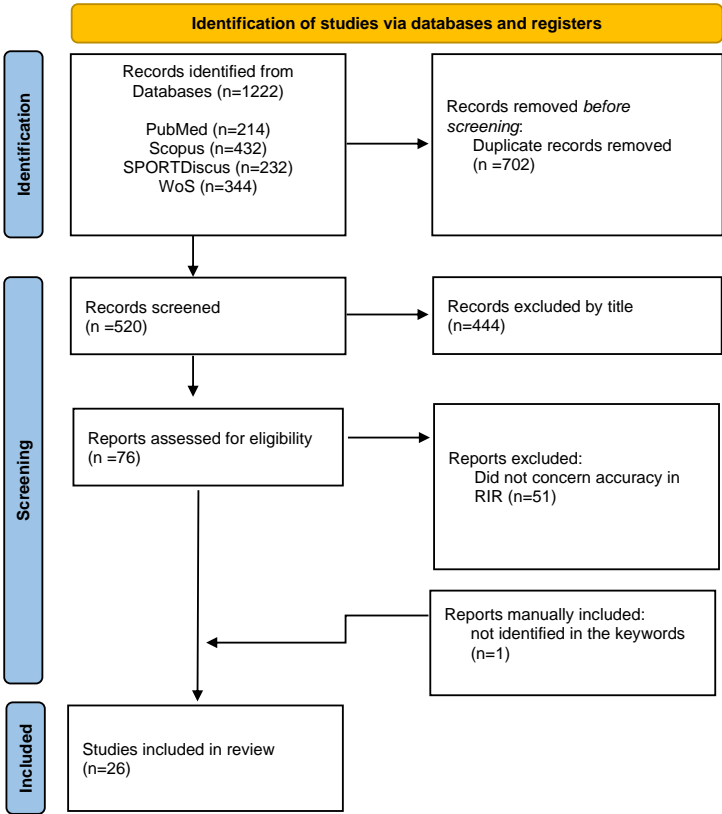 Identification of studies via databases and registers
Identification
Records identified from
Databases (n=1222)
PubMed (n=214)
Scopus (n=432)
SPORTDiscus (n=232)
WoS (n=344)
Records removed before
screening:
Duplicate records removed
(n =702)
Screening
Records screened
(n =520)
Records excluded by title
(n=444)
Reports assessed for eligibility
(n =76)
Reports excluded:
Did not concern accuracy in
RIR (n=51)
Reports manually included:
not identified in the keywords
(n=1)
Included
Studies included in review
(n=26)